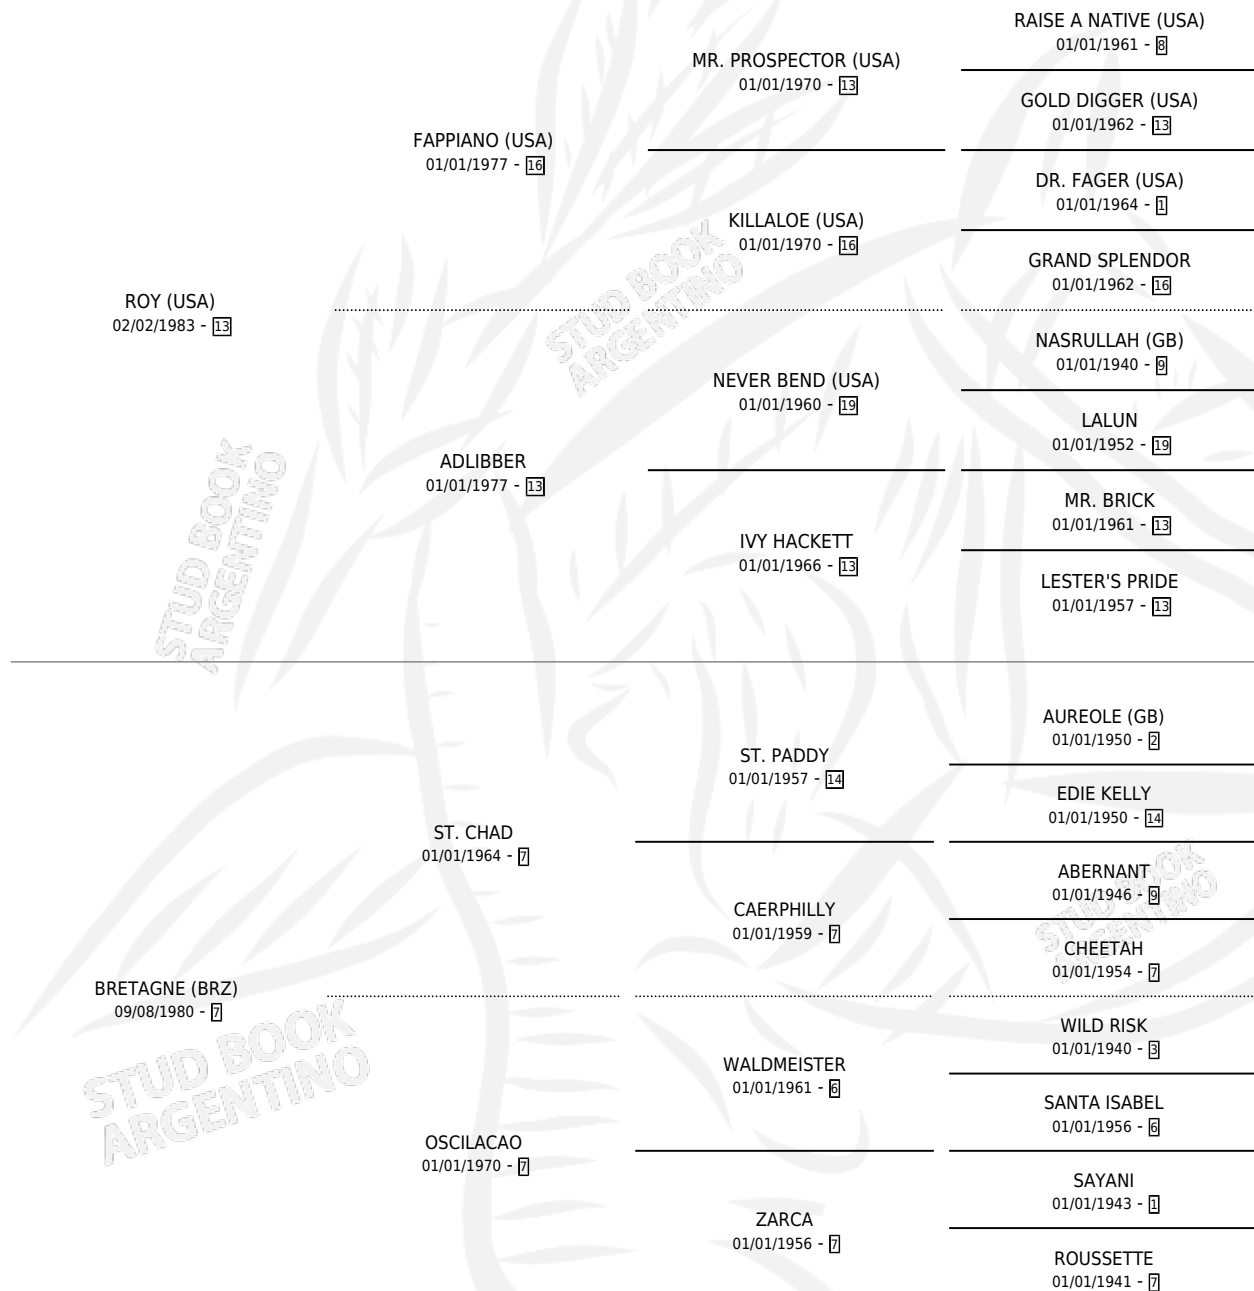 RAISE A NATIVE (USA)
01/01/1961 - 8
MR. PROSPECTOR (USA)
01/01/1970 - 13
GOLD DIGGER (USA)
01/01/1962 - 13
FAPPIANO (USA)
01/01/1977 - 16
DR. FAGER (USA)
01/01/1964 - 1
KILLALOE (USA)
01/01/1970 - 16
GRAND SPLENDOR
01/01/1962 - 16
ROY (USA)
02/02/1983 - 13
NASRULLAH (GB)
01/01/1940 - 9
NEVER BEND (USA)
01/01/1960 - 19
LALUN
01/01/1952 - 19
ADLIBBER
01/01/1977 - 13
MR. BRICK
01/01/1961 - 13
IVY HACKETT
01/01/1966 - 13
LESTER'S PRIDE
01/01/1957 - 13
STUD BOOK
ARGENTINO
STUD BOOK
ARGENTINO
AUREOLE (GB)
01/01/1950 - 2
ST. PADDY
01/01/1957 - 14
EDIE KELLY
01/01/1950 - 14
ST. CHAD
01/01/1964 - 7
ABERNANT
01/01/1946 - 9
CAERPHILLY
01/01/1959 - 7
CHEETAH
01/01/1954 - 7
BRETAGNE (BRZ)
09/08/1980 - 7
WILD RISK
01/01/1940 - 3
WALDMEISTER
01/01/1961 - 6
SANTA ISABEL
01/01/1956 - 6
OSCILACAO
01/01/1970 - 7
SAYANI
01/01/1943 - 1
ZARCA
01/01/1956 - 7
ROUSSETTE
01/01/1941 - 7
STUD BOOK
ARGENTINO
STUD BOOK
ARGENTINO